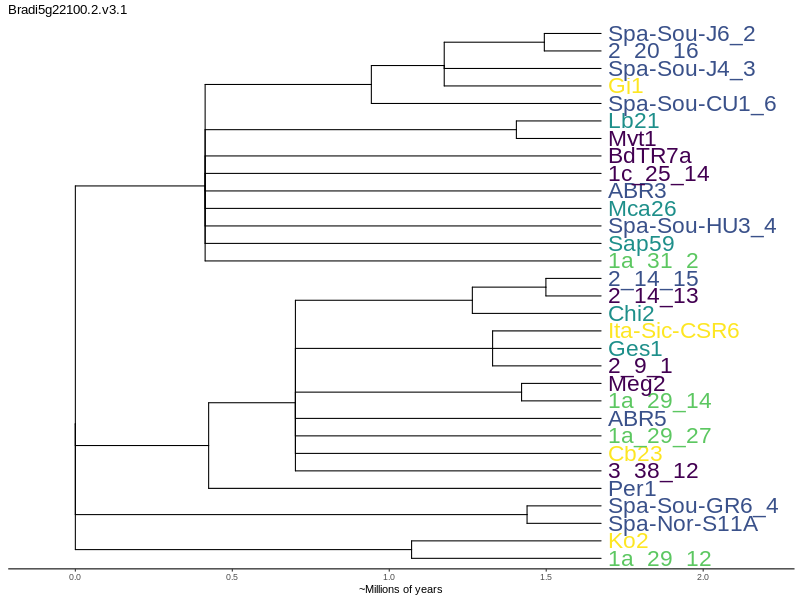 Bradi5g22100.2.v3.1
Spa-Sou-J6_2
2_20_16
Spa-Sou-J4_3
Gi1
Spa-Sou-CU1_6
Lb21
Mvt1
BdTR7a
1c_25_14
ABR3
Mca26
Spa-Sou-HU3_4
Sap59
1a_31_2
2_14_15
2_14_13
Chi2
Ita-Sic-CSR6
Ges1
2_9_1
Meg2
1a_29_14
ABR5
1a_29_27
Cb23
3_38_12
Per1
Spa-Sou-GR6_4
Spa-Nor-S11A
Ko2
1a_29_12
0.0 0.5 1.0 1.5 2.0
~Millions of years